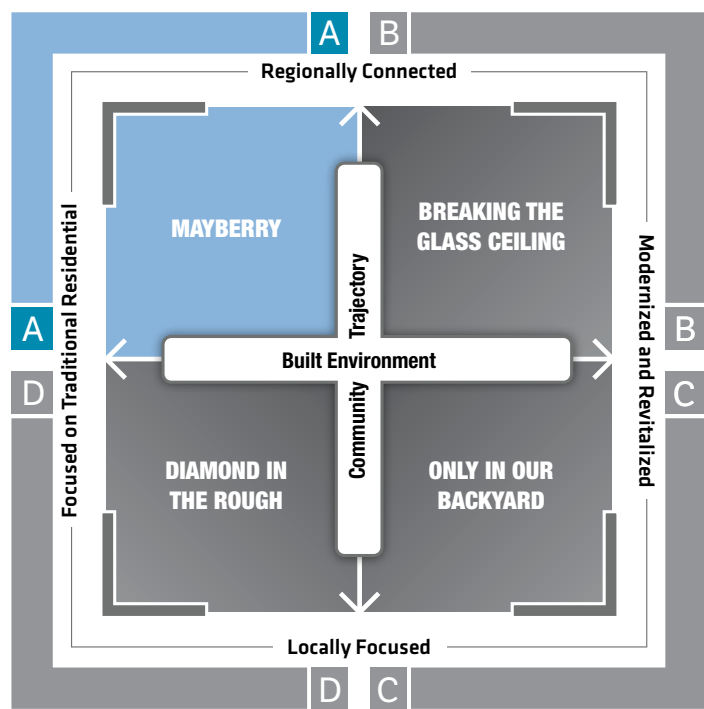 A B
Regionally Connected
MAYBERRY
BREAKING THE
GLASS CEILING
Focused on Traditional Residential
Modernized and Revitalized
Community Trajectory
A
B
Built Environment
D
C
DIAMOND IN
THE ROUGH
ONLY IN OUR
BACKYARD
Locally Focused
D C